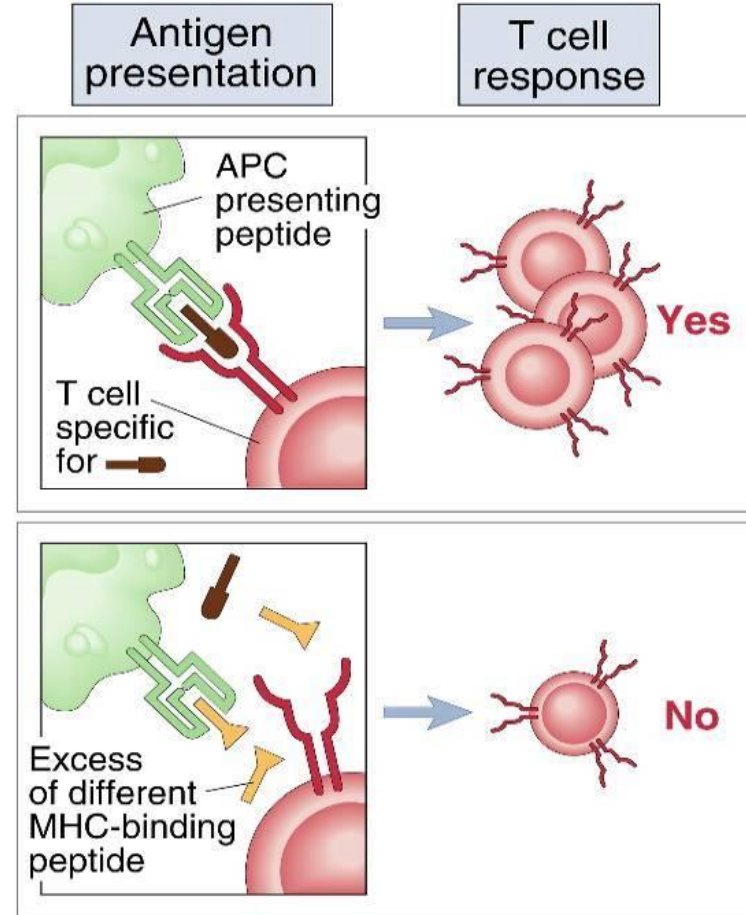 Antigen
presentation
T cell
response
APC
presenting
peptide
T cell
specific
for
Yes
Excess
of different
MHC-binding
peptide
No